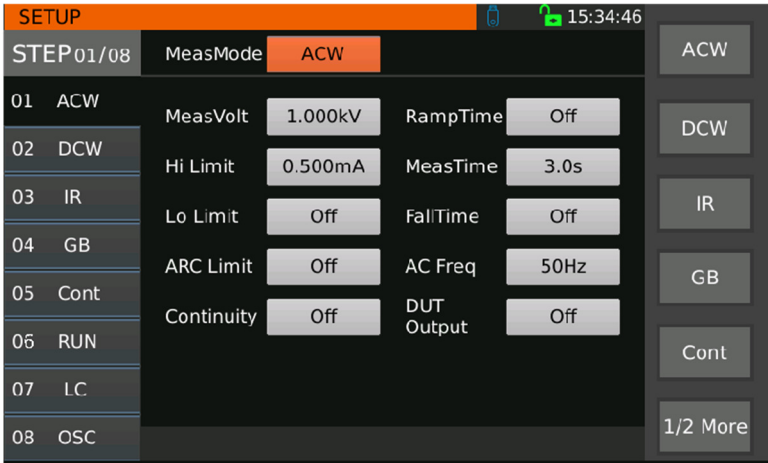 SETUP 15:34:46
STEP 01/08
MeasMode ACW
01 ACW
02 DCW
03 IR
04 GB
05 Cont
06 RUN
07 LC
08 OSC
MeasVolt 1.000kV RampTime Off
Hi Limit 0.500mA MeasTime 3.0s
Lo Limit Off FallTime Off
ARC Limit Off AC Freq 50Hz
Continuity Off DUT Output Off
ACW
DCW
IR
GB
Cont
1/2 More